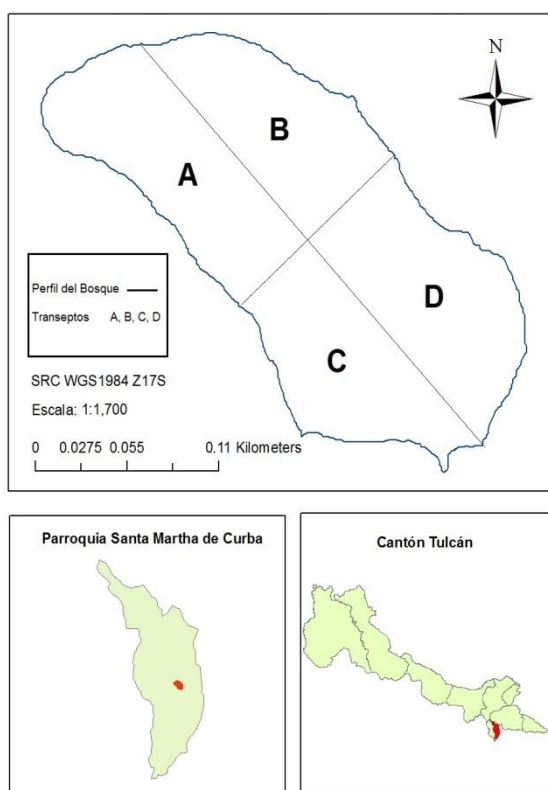 N
B
A
D
C
Perfil del Bosque
Transeptos A, B, C, D
SRC WGS1984 Z17S
Escala: 1:1,700
0 0.0275 0.055 0.11 Kilometers
Parroquia Santa Martha de Curba
Cantón Tulcán